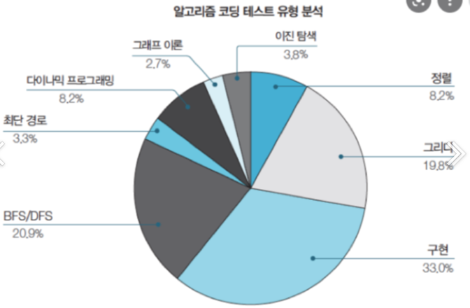 알고리즘 코딩 테스트 유형 분석
이진 탐색
3,8%
그래프 이론
2,7%
다이나믹 프로그래밍
8,2%
정렬
8,2%
최단 경로
3,3%
그리디
19,8%
BFS/DFS
20,9%
구현
33,0%